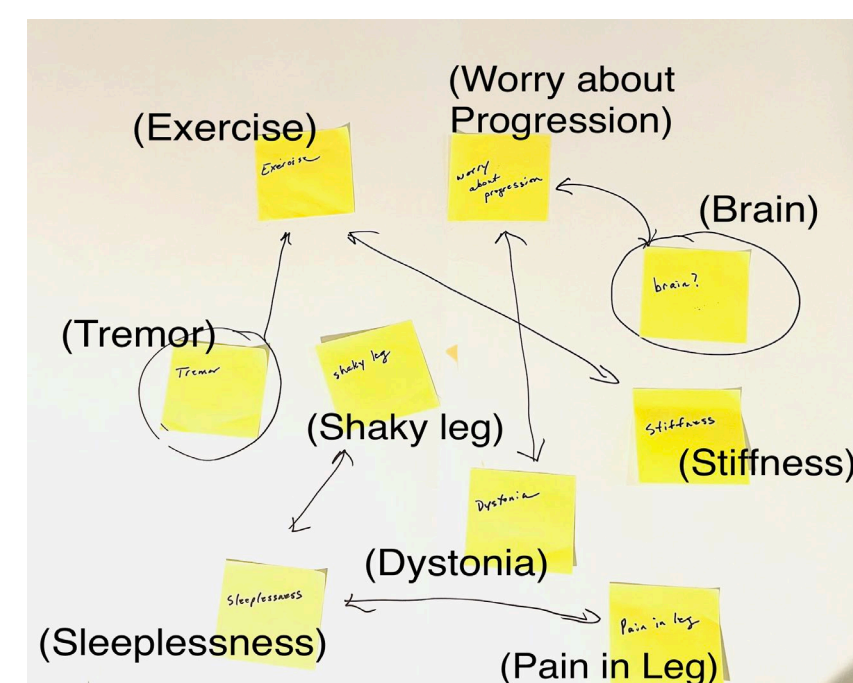 (Worry about
Progression)
(Exercise)
Exercise
worry
about
progression
(Brain)
brain?
(Tremor)
Tremor
shaky leg
(Shaky leg)
Stiffness
(Stiffness)
Dystonia
(Dystonia)
Sleeplessness
(Sleeplessness)
Pain in leg
(Pain in Leg)